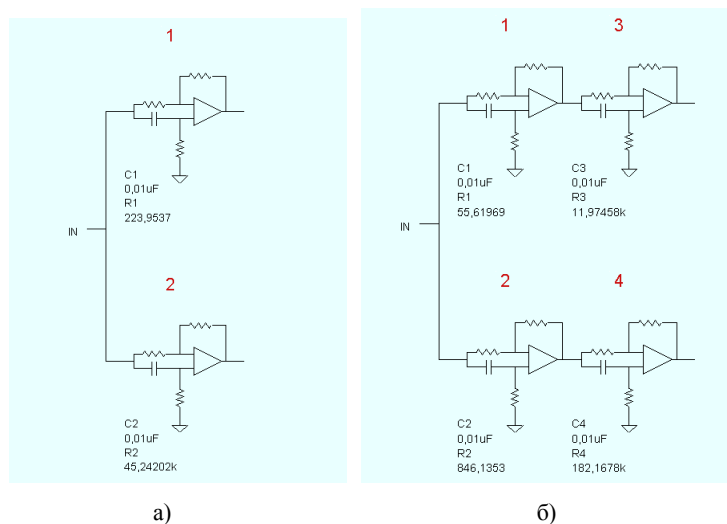 1
C1
0,01uF
R1
223,9537
IN
2
C2
0,01uF
R2
45,24202k
а)
1
3
C1
0,01uF
R1
55,61969
C3
0,01uF
R3
11,97458k
IN
2
4
C2
0,01uF
R2
846,1353
C4
0,01uF
R4
182,1678k
б)